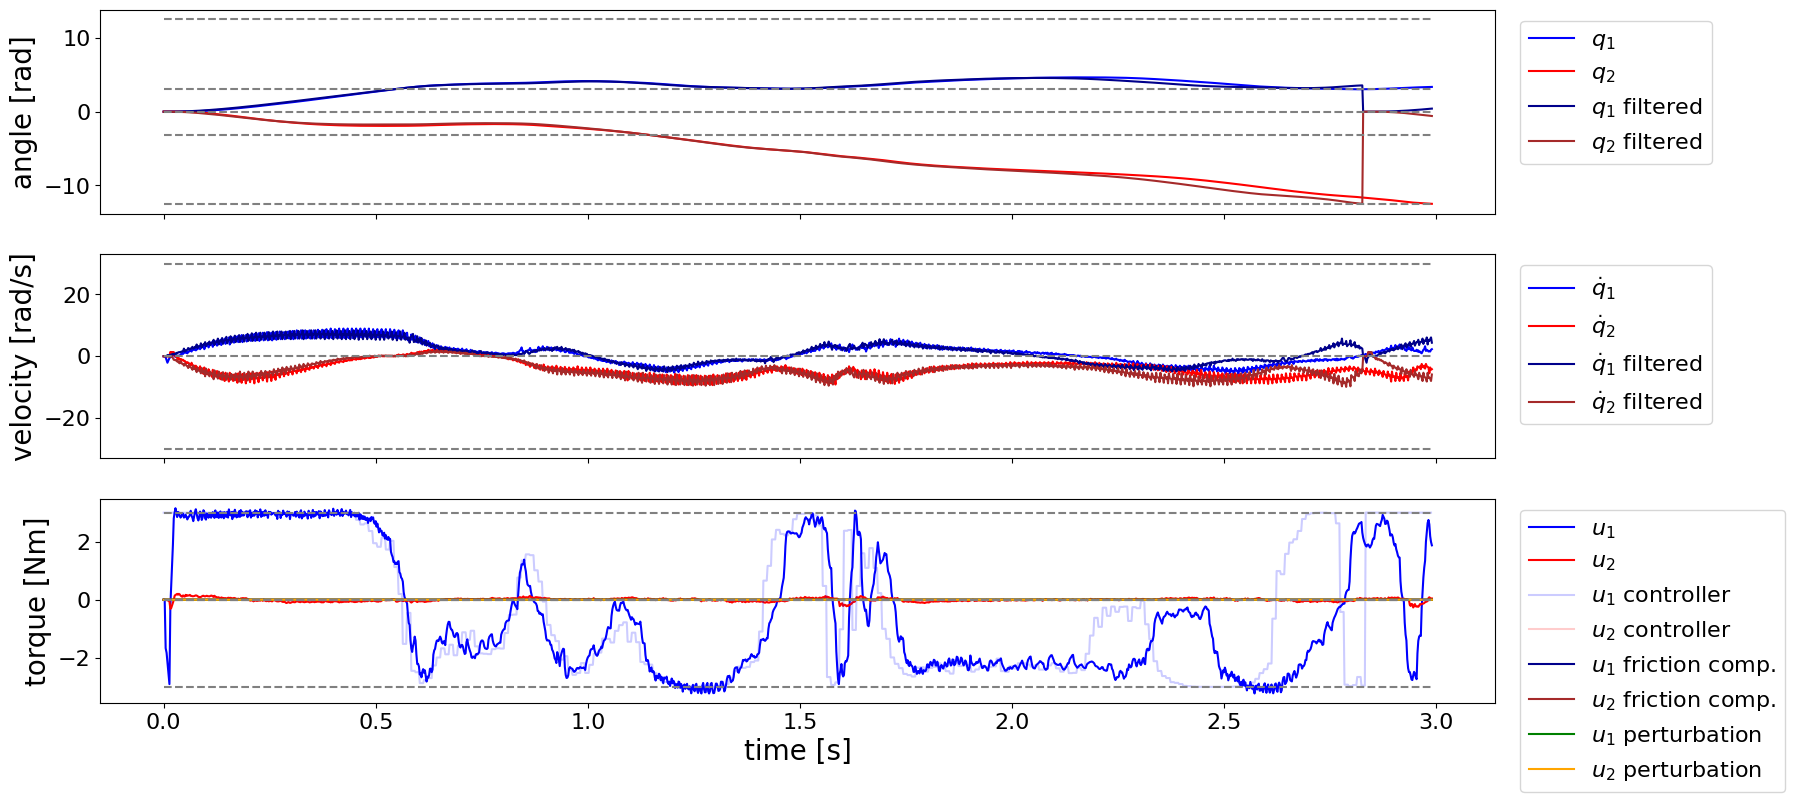 angle [rad]
10
0
−10
q₁
q₂
q₁ filtered
q₂ filtered
velocity [rad/s]
20
0
−20
q̇₁
q̇₂
q̇₁ filtered
q̇₂ filtered
torque [Nm]
2
0
−2
0.0 0.5 1.0 1.5 2.0 2.5 3.0
time [s]
u₁
u₂
u₁ controller
u₂ controller
u₁ friction comp.
u₂ friction comp.
u₁ perturbation
u₂ perturbation